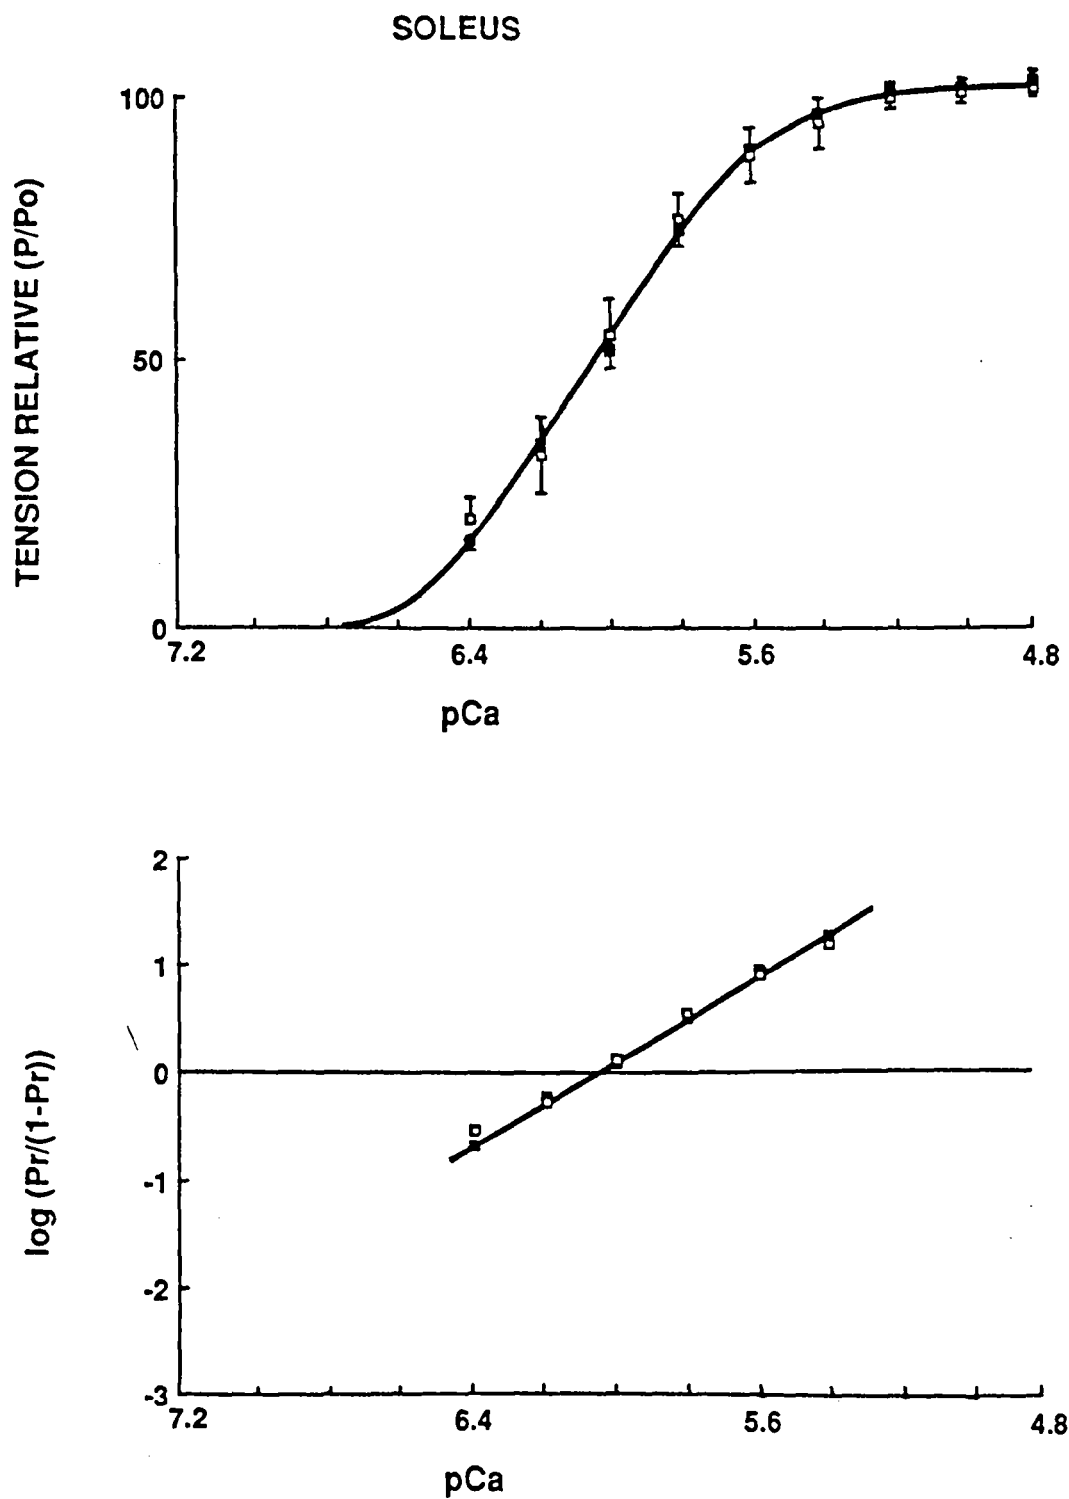 SOLEUS
TENSION RELATIVE (P/Po)
100
50
0
7.2 6.4 5.6 4.8
pCa
log (Pr/(1-Pr))
2
1
0
-1
-2
-3
7.2 6.4 5.6 4.8
pCa